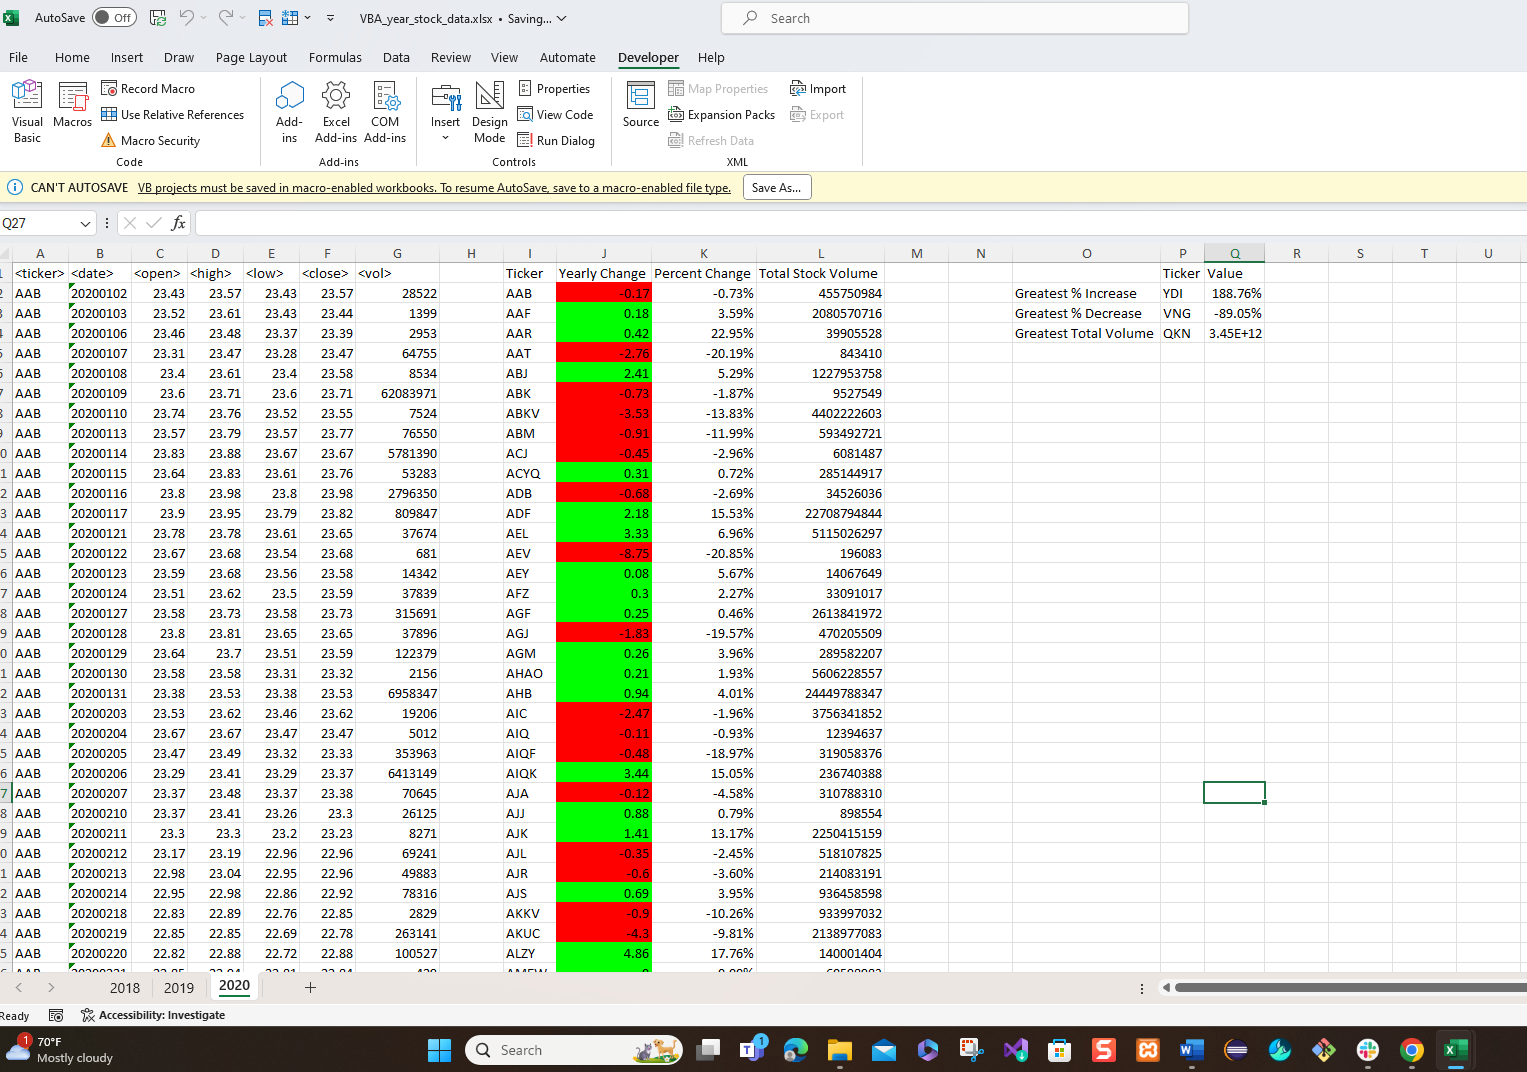 AutoSave Off VBA_year_stock_data.xlsx • Saving... Search
File Home Insert Draw Page Layout Formulas Data Review View Automate Developer Help
Visual Basic
Macros
Record Macro
Use Relative References
Macro Security
Code
Add-ins
Excel Add-ins
COM Add-ins
Add-ins
Insert
Design Mode
Properties
View Code
Run Dialog
Controls
Source
Map Properties
Expansion Packs
Refresh Data
Import
Export
XML
CAN'T AUTOSAVE VB projects must be saved in macro-enabled workbooks. To resume AutoSave, save to a macro-enabled file type. Save As...
Q27 fx
A B C D E F G H I J K L M N O P Q R S T U
<ticker> <date> <open> <high> <low> <close> <vol> Ticker Yearly Change Percent Change Total Stock Volume Ticker Value
AAB 20200102 23.43 23.57 23.43 23.57 28522 AAB -0.17 -0.73% 455750984 Greatest % Increase YDI 188.76%
AAB 20200103 23.52 23.61 23.43 23.44 1399 AAF 0.18 3.59% 2080570716 Greatest % Decrease VNG -89.05%
AAB 20200106 23.46 23.48 23.37 23.39 2953 AAR 0.42 22.95% 39905528 Greatest Total Volume QKN 3.45E+12
AAB 20200107 23.31 23.47 23.28 23.47 64755 AAT -2.76 -20.19% 843410
AAB 20200108 23.4 23.61 23.4 23.58 8534 ABJ 2.41 5.29% 1227953758
AAB 20200109 23.6 23.71 23.6 23.71 62083971 ABK -0.73 -1.87% 9527549
AAB 20200110 23.74 23.76 23.52 23.55 7524 ABKV -3.53 -13.83% 4402222603
AAB 20200113 23.57 23.79 23.57 23.77 76550 ABM -0.91 -11.99% 593492721
AAB 20200114 23.83 23.88 23.67 23.67 5781390 ACJ -0.45 -2.96% 6081487
AAB 20200115 23.64 23.83 23.61 23.76 53283 ACYQ 0.31 0.72% 285144917
AAB 20200116 23.8 23.98 23.8 23.98 2796350 ADB -0.68 -2.69% 34526036
AAB 20200117 23.9 23.95 23.79 23.82 809847 ADF 2.18 15.53% 22708794844
AAB 20200121 23.78 23.78 23.61 23.65 37674 AEL 3.33 6.96% 5115026297
AAB 20200122 23.67 23.68 23.54 23.68 681 AEV -8.75 -20.85% 196083
AAB 20200123 23.59 23.68 23.56 23.58 14342 AEY 0.08 5.67% 14067649
AAB 20200124 23.51 23.62 23.5 23.59 37839 AFZ 0.3 2.27% 33091017
AAB 20200127 23.58 23.73 23.58 23.73 315691 AGF 0.25 0.46% 2613841972
AAB 20200128 23.8 23.81 23.65 23.65 37896 AGJ -1.83 -19.57% 470205509
AAB 20200129 23.64 23.7 23.51 23.59 122379 AGM 0.26 3.96% 289582207
AAB 20200130 23.58 23.58 23.31 23.32 2156 AHAO 0.21 1.93% 5606228557
AAB 20200131 23.38 23.53 23.38 23.53 6958347 AHB 0.94 4.01% 24449788347
AAB 20200203 23.53 23.62 23.46 23.62 19206 AIC -2.47 -1.96% 3756341852
AAB 20200204 23.67 23.67 23.47 23.47 5012 AIQ -0.11 -0.93% 12394637
AAB 20200205 23.47 23.49 23.32 23.33 353963 AIQF -0.48 -18.97% 319058376
AAB 20200206 23.29 23.41 23.29 23.37 6413149 AIQK 3.44 15.05% 236740388
AAB 20200207 23.37 23.48 23.37 23.38 70645 AJA -0.12 -4.58% 310788310
AAB 20200210 23.37 23.41 23.26 23.3 26125 AJJ 0.88 0.79% 898554
AAB 20200211 23.3 23.3 23.2 23.23 8271 AJK 1.41 13.17% 2250415159
AAB 20200212 23.17 23.19 22.96 22.96 69241 AJL -0.35 -2.45% 518107825
AAB 20200213 22.98 23.04 22.95 22.96 49883 AJR -0.6 -3.60% 214083191
AAB 20200214 22.95 22.98 22.86 22.92 78316 AJS 0.69 3.95% 936458598
AAB 20200218 22.83 22.89 22.76 22.85 2829 AKKV -0.9 -10.26% 933997032
AAB 20200219 22.85 22.85 22.69 22.78 263141 AKUC -4.3 -9.81% 2138977083
AAB 20200220 22.82 22.88 22.72 22.88 100527 ALZY 4.86 17.76% 140001404
2018 2019 2020
Ready Accessibility: Investigate
1 70°F
Mostly cloudy
Search
1